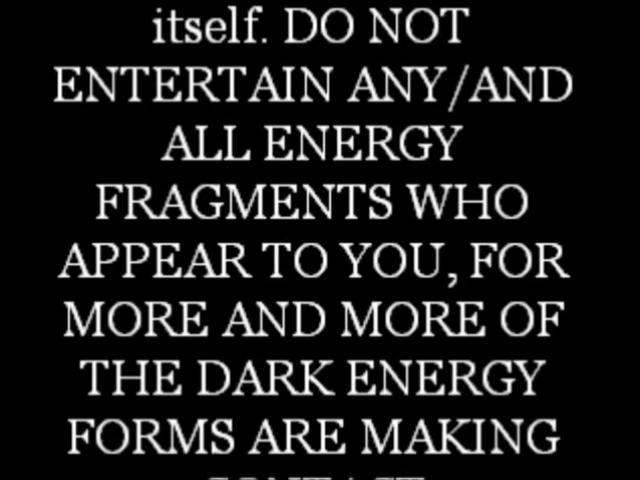 itself. DO NOT
ENTERTAIN ANY/AND
ALL ENERGY
FRAGMENTS WHO
APPEAR TO YOU, FOR
MORE AND MORE OF
THE DARK ENERGY
FORMS ARE MAKING